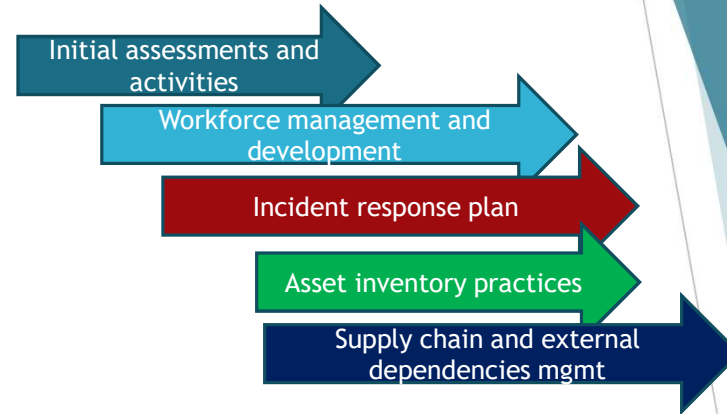 Initial assessments and
activities
Workforce management and
development
Incident response plan
Asset inventory practices
Supply chain and external
dependencies mgmt